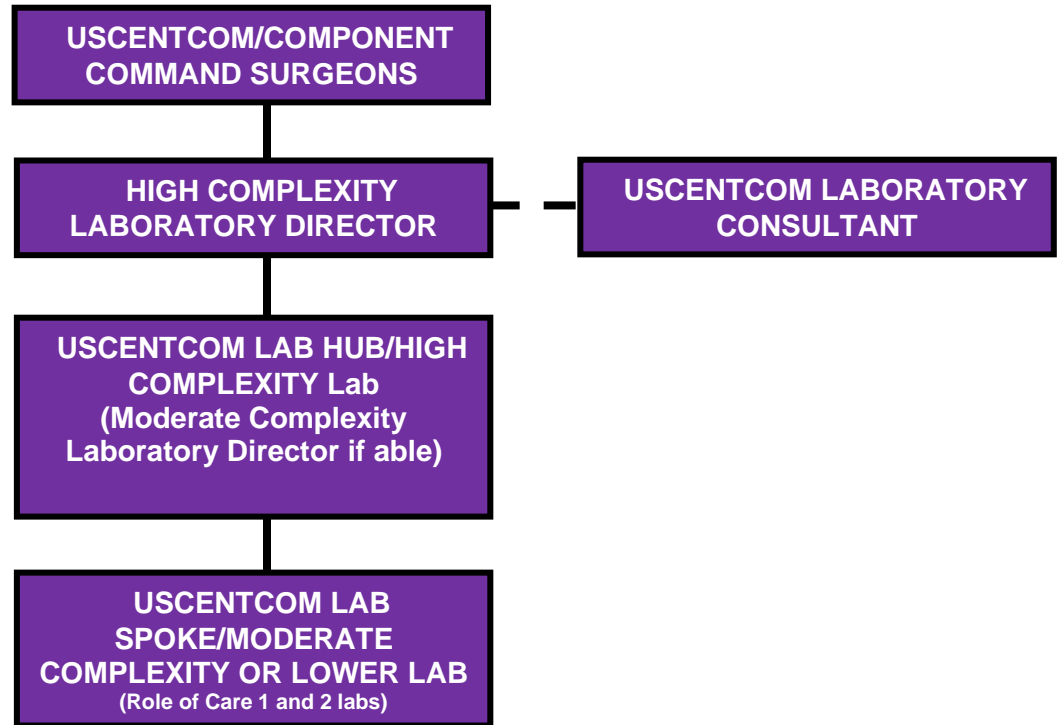 USCENTCOM/COMPONENT
COMMAND SURGEONS
HIGH COMPLEXITY
LABORATORY DIRECTOR
USCENTCOM LABORATORY
CONSULTANT
USCENTCOM LAB HUB/HIGH
COMPLEXITY Lab
(Moderate Complexity
Laboratory Director if able)
USCENTCOM LAB
SPOKE/MODERATE
COMPLEXITY OR LOWER LAB
(Role of Care 1 and 2 labs)